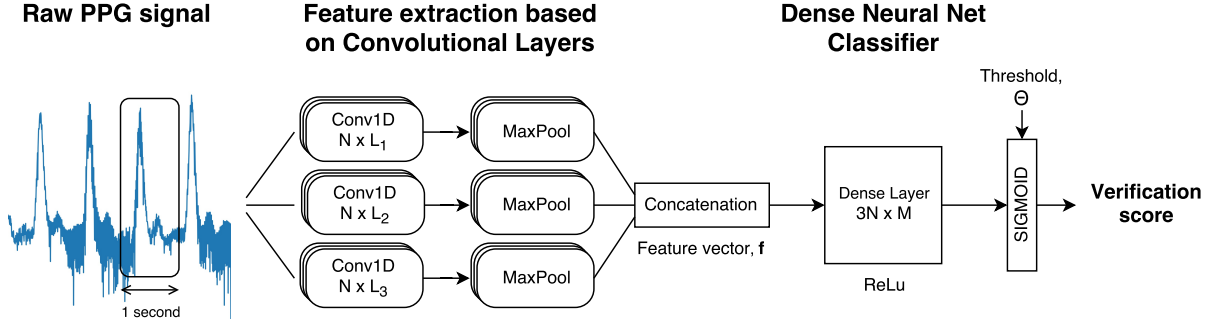 Raw PPG signal
Feature extraction based
on Convolutional Layers
Dense Neural Net
Classifier
1 second
Conv1D
N x L1
MaxPool
Conv1D
N x L2
MaxPool
Conv1D
N x L3
MaxPool
Concatenation
Feature vector, f
Dense Layer
3N x M
ReLu
Threshold,
Θ
SIGMOID
Verification
score